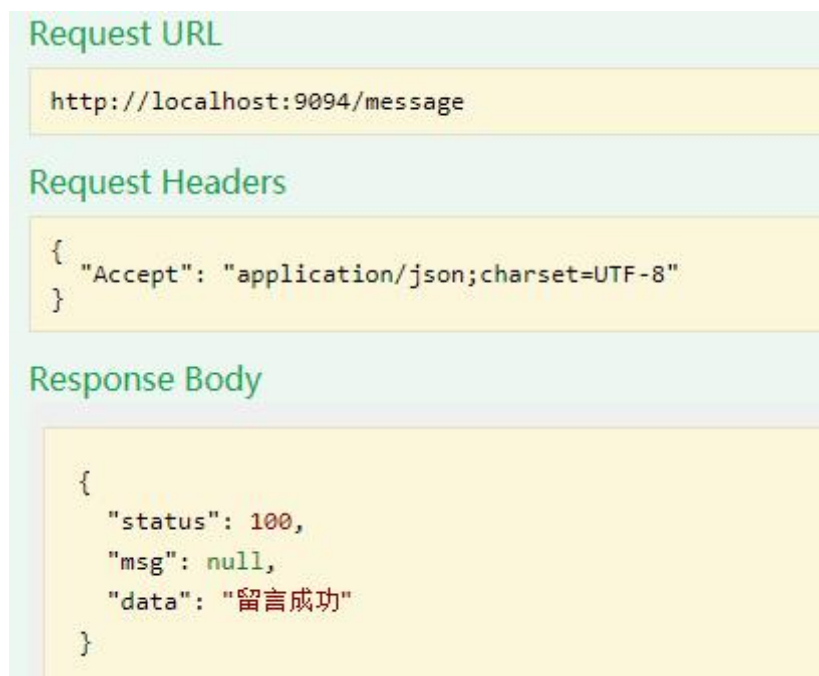 Request URL
http://localhost:9094/message
Request Headers
{
"Accept": "application/json;charset=UTF-8"
}
Response Body
{
"status": 100,
"msg": null,
"data": "留言成功"
}